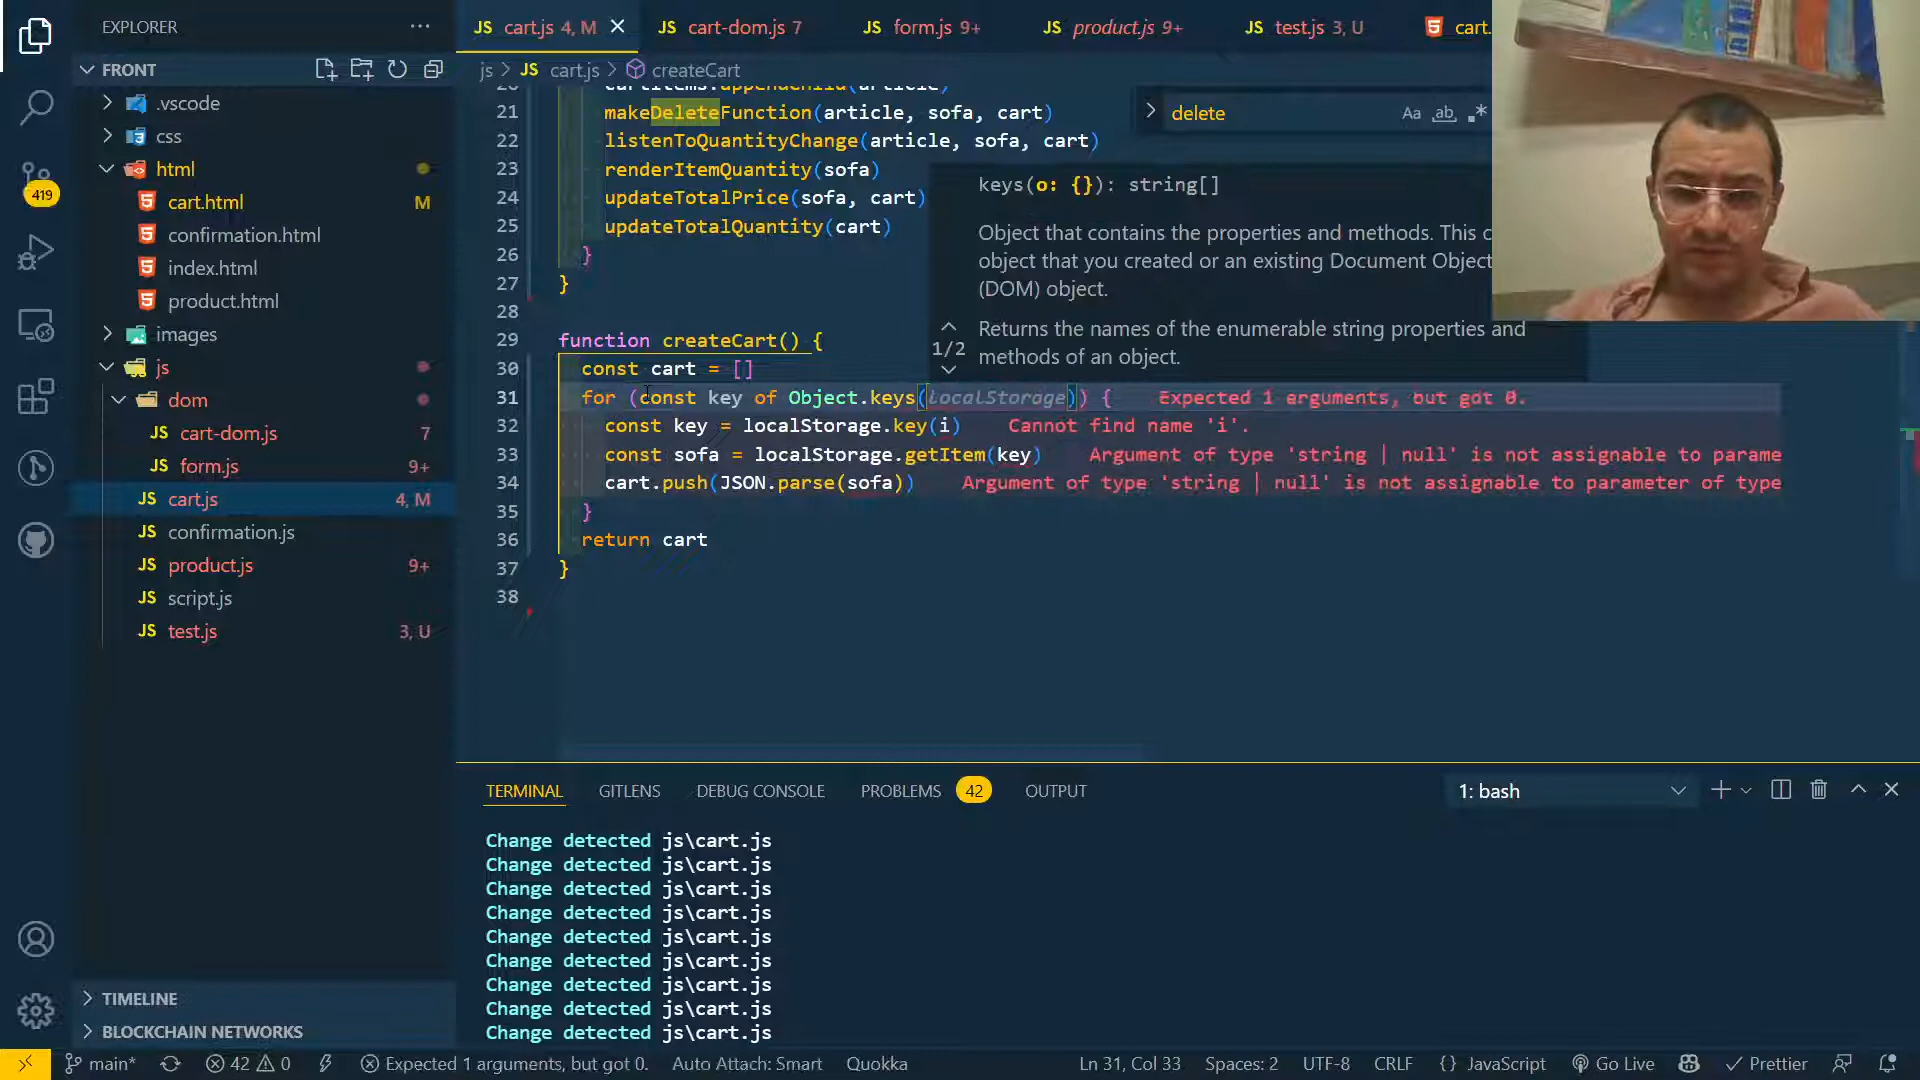 EXPLORER
FRONT
.vscode
css
html
cart.html M
confirmation.html
index.html
product.html
images
js
dom
cart-dom.js 7
form.js 9+
cart.js 4, M
confirmation.js
product.js 9+
script.js
test.js 3, U
TIMELINE
BLOCKCHAIN NETWORKS
419
JS cart.js 4, M
JS cart-dom.js 7
JS form.js 9+
JS product.js 9+
JS test.js 3, U
cart.
js > JS cart.js > createCart
delete
Aa ab .*
21 makeDeleteFunction(article, sofa, cart)
22 listenToQuantityChange(article, sofa, cart)
23 renderItemQuantity(sofa)
24 updateTotalPrice(sofa, cart)
25 updateTotalQuantity(cart)
26 }
27 }
28
29 function createCart() {
30 const cart = []
31 for (const key of Object.keys(localStorage)) { Expected 1 arguments, but got 0.
32 const key = localStorage.key(i) Cannot find name 'i'.
33 const sofa = localStorage.getItem(key) Argument of type 'string | null' is not assignable to parame
34 cart.push(JSON.parse(sofa)) Argument of type 'string | null' is not assignable to parameter of type
35 }
36 return cart
37 }
38
keys(o: {}): string[]
Object that contains the properties and methods. This c
object that you created or an existing Document Object
(DOM) object.
1/2
Returns the names of the enumerable string properties and
methods of an object.
TERMINAL GITLENS DEBUG CONSOLE PROBLEMS 42 OUTPUT
1: bash
Change detected js\cart.js
Change detected js\cart.js
Change detected js\cart.js
Change detected js\cart.js
Change detected js\cart.js
Change detected js\cart.js
Change detected js\cart.js
Change detected js\cart.js
Change detected js\cart.js
main* 42 0 Expected 1 arguments, but got 0. Auto Attach: Smart Quokka Ln 31, Col 33 Spaces: 2 UTF-8 CRLF {} JavaScript Go Live Prettier